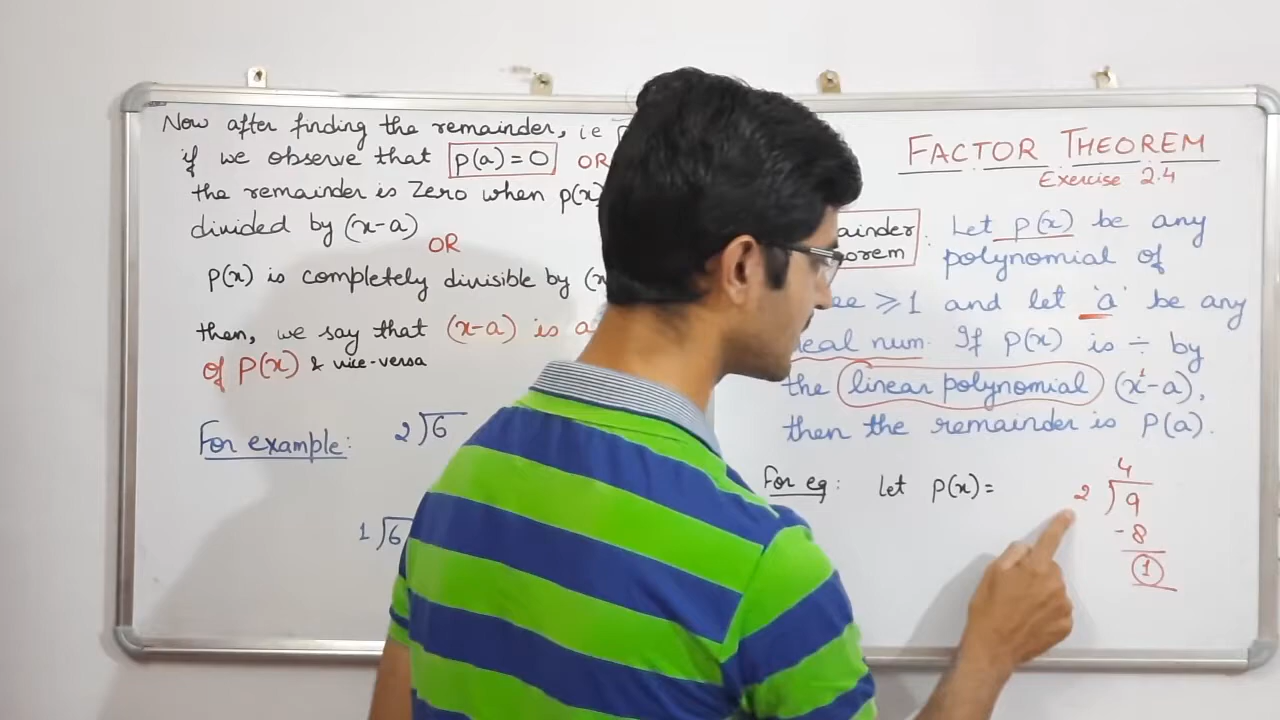 Now after finding the remainder, ie
if we observe that p(a) = 0 OR
the remainder is Zero when p(x)
divided by (x-a)
OR
p(x) is completely divisible by
then, we say that (x-a) is a
of P(x) & vice-versa
For example: 2)6
1)6
FACTOR THEOREM
Exercise 2.4
Let p(x) be any
polynomial of
⩾ 1 and let 'a' be any
real num. If p(x) is ÷ by
the linear polynomial (x¹-a),
then the remainder is P(a).
For eg: Let p(x) =
4
2)9
-8
1